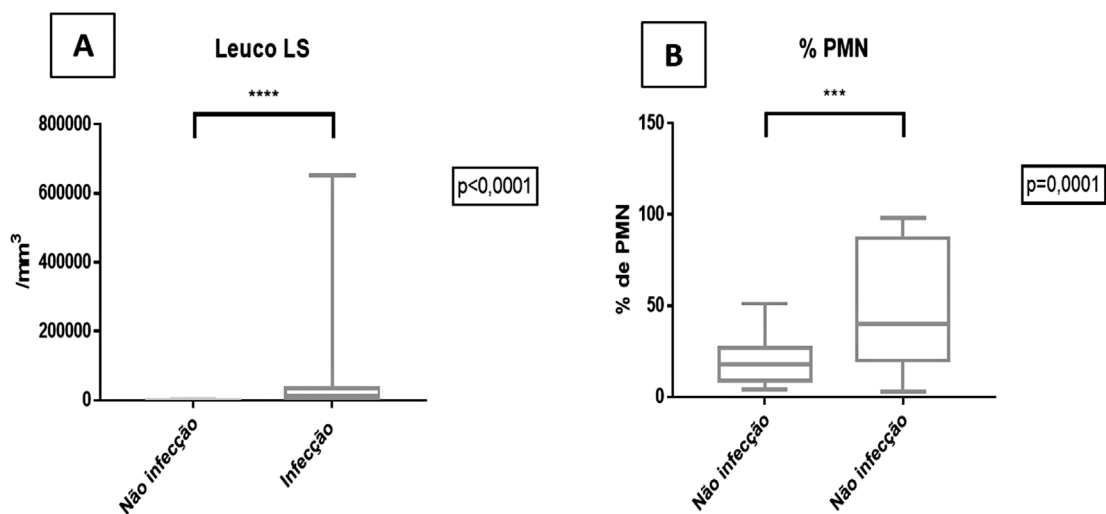 A
Leuco LS
****
800000
600000
400000
200000
0
/mm³
p<0,0001
Não infecção
Infecção
B
% PMN
***
150
100
50
0
% de PMN
p=0,0001
Não infecção
Não infecção